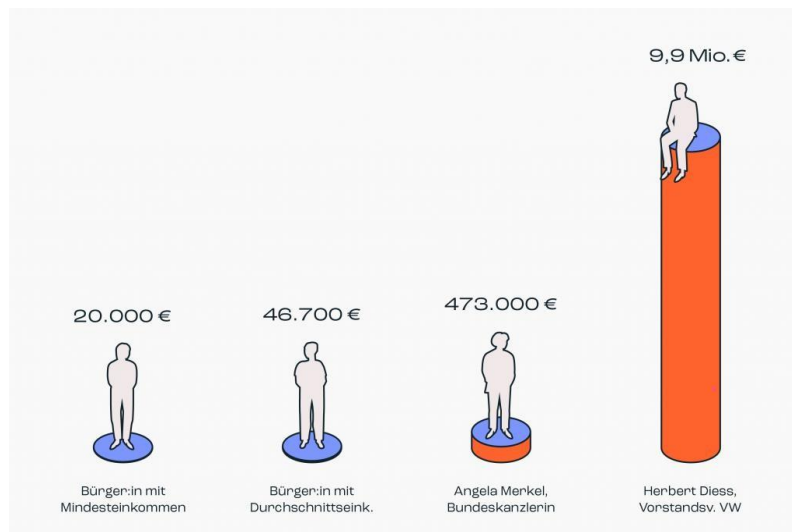 9,9 Mio. €
473.000 €
20.000 €
46.700 €
Bürger:in mit
Mindesteinkommen
Bürger:in mit
Durchschnittseink.
Angela Merkel,
Bundeskanzlerin
Herbert Diess,
Vorstandsv. VW